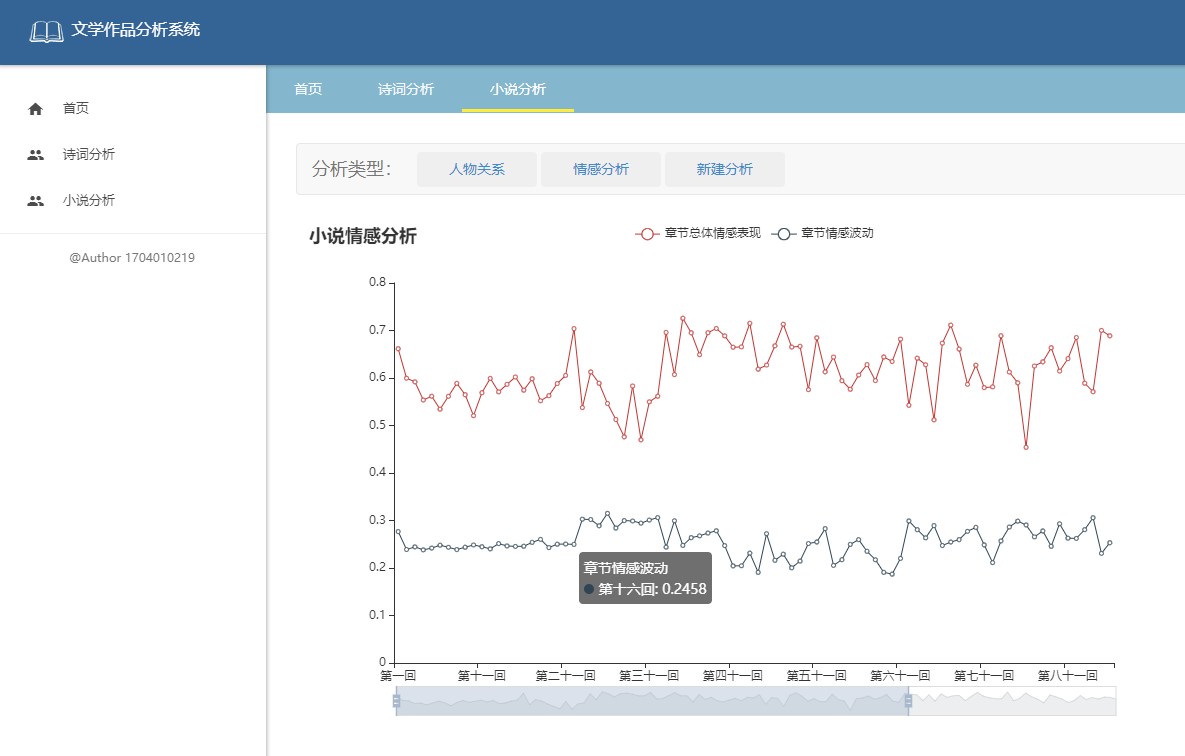 文学作品分析系统
首页
诗词分析
小说分析
首页
诗词分析
小说分析
@Author 1704010219
分析类型:
人物关系
情感分析
新建分析
小说情感分析
章节总体情感表现
章节情感波动
0.8
0.7
0.6
0.5
0.4
0.3
0.2
0.1
0
章节情感波动
第十六回: 0.2458
第一回
第十一回
第二十一回
第三十一回
第四十一回
第五十一回
第六十一回
第七十一回
第八十一回